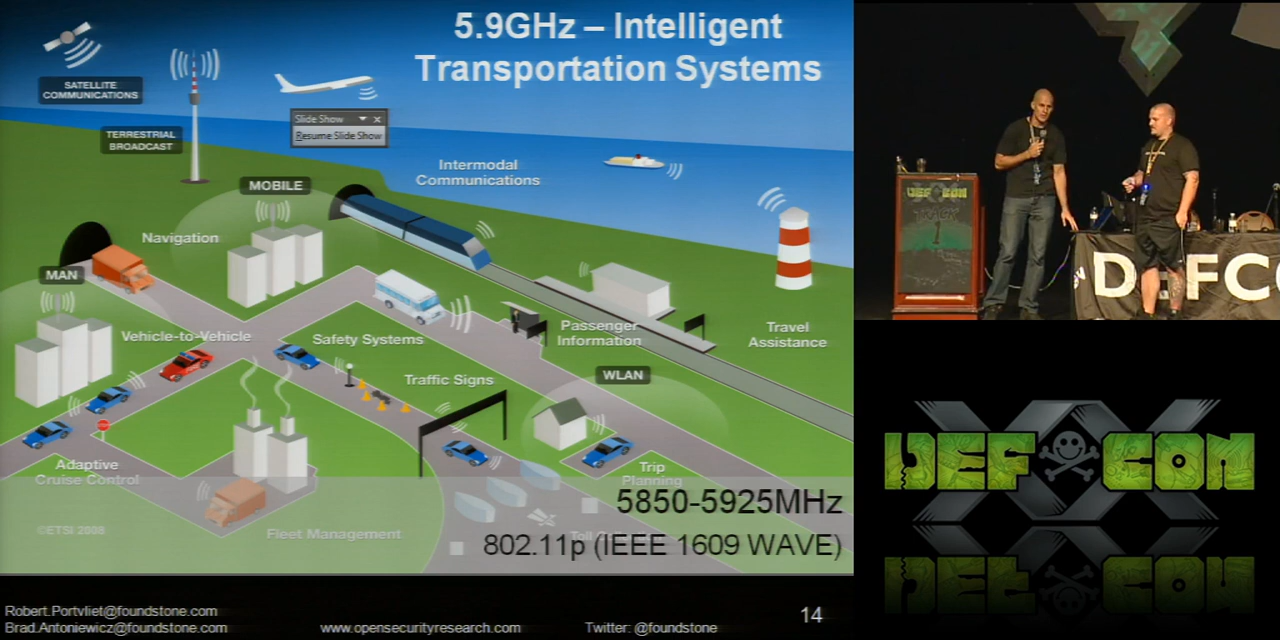 5.9GHz – Intelligent
Transportation Systems
SATELLITE
COMMUNICATIONS
TERRESTRIAL
BROADCAST
Slide Show
Resume Slide Show
Intermodal
Communications
MOBILE
Navigation
MAN
Vehicle-to-Vehicle
Safety Systems
Passenger
Information
Travel
Assistance
Traffic Signs
WLAN
Adaptive
Cruise Control
Trip
Planning
5850-5925MHz
©ETSI 2008
Fleet Management
802.11p (IEEE 1609 WAVE)
Robert.Portvliet@foundstone.com
Brad.Antoniewicz@foundstone.com
www.opensecurityresearch.com
Twitter: @foundstone
14
DEF CON
TRACK
1
DEFCO
XX
DEF CON
DEF CON